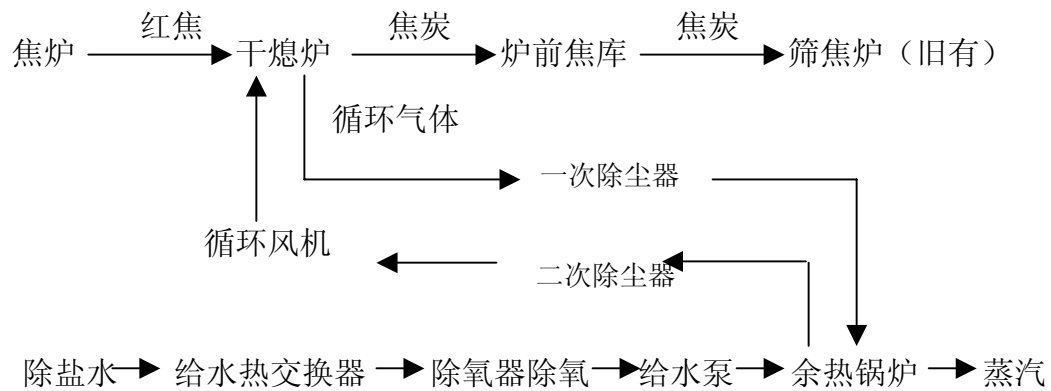 红焦 焦炭 焦炭
焦炉 干熄炉 炉前焦库 筛焦炉（旧有）
循环气体
一次除尘器
循环风机
二次除尘器
除盐水 给水热交换器 除氧器除氧 给水泵 余热锅炉 蒸汽